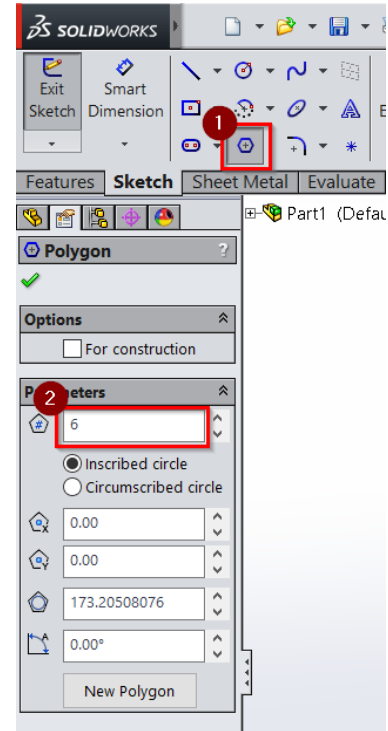 SOLIDWORKS
1
Exit Sketch
Smart Dimension
Features Sketch Sheet Metal Evaluate
Part1 (Defau
Polygon ?
Options
For construction
Parameters
2
6
Inscribed circle
Circumscribed circle
0.00
0.00
173.20508076
0.00°
New Polygon